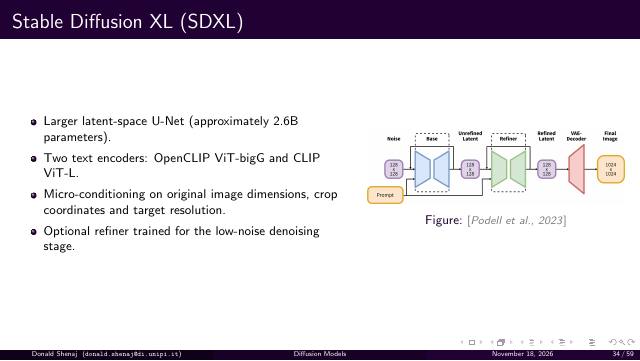 Stable Diffusion XL (SDXL)
Larger latent-space U-Net (approximately 2.6B
parameters).
Two text encoders: OpenCLIP ViT-bigG and CLIP
ViT-L.
Micro-conditioning on original image dimensions, crop
coordinates and target resolution.
Optional refiner trained for the low-noise denoising
stage.
Noise
Base
Unrefined
Latent
Refiner
Refined
Latent
VAE-
Decoder
Final
Image
128
x
128
128
x
128
128
x
128
1024
x
1024
Prompt
Figure: [Podell et al., 2023]
Donald Shenaj (donald.shenaj@di.unipi.it)
Diffusion Models
November 18, 2026
34 / 59